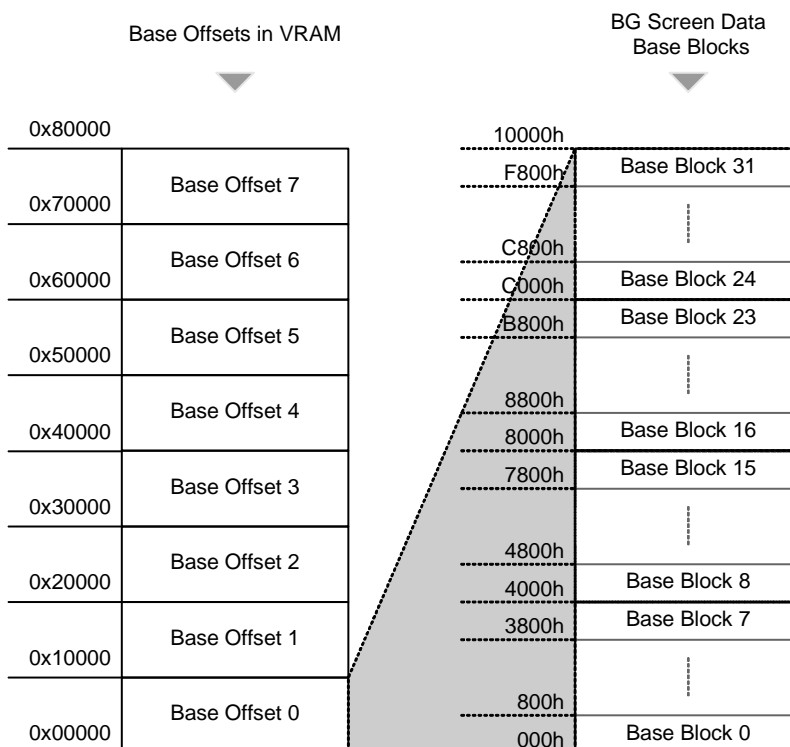 Base Offsets in VRAM
BG Screen Data
Base Blocks
0x80000
Base Offset 7
0x70000
Base Offset 6
0x60000
Base Offset 5
0x50000
Base Offset 4
0x40000
Base Offset 3
0x30000
Base Offset 2
0x20000
Base Offset 1
0x10000
Base Offset 0
0x00000
10000h
Base Block 31
F800h
C800h
Base Block 24
C000h
Base Block 23
B800h
8800h
Base Block 16
8000h
Base Block 15
7800h
4800h
Base Block 8
4000h
Base Block 7
3800h
800h
Base Block 0
000h